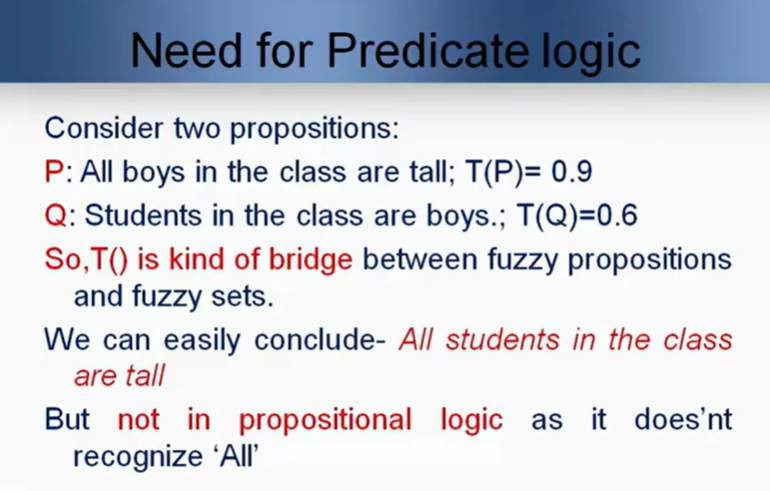 Need for Predicate logic
Consider two propositions:
P: All boys in the class are tall; T(P)= 0.9
Q: Students in the class are boys.; T(Q)=0.6
So,T() is kind of bridge between fuzzy propositions
and fuzzy sets.
We can easily conclude- All students in the class
are tall
But not in propositional logic as it does'nt
recognize ‘All’